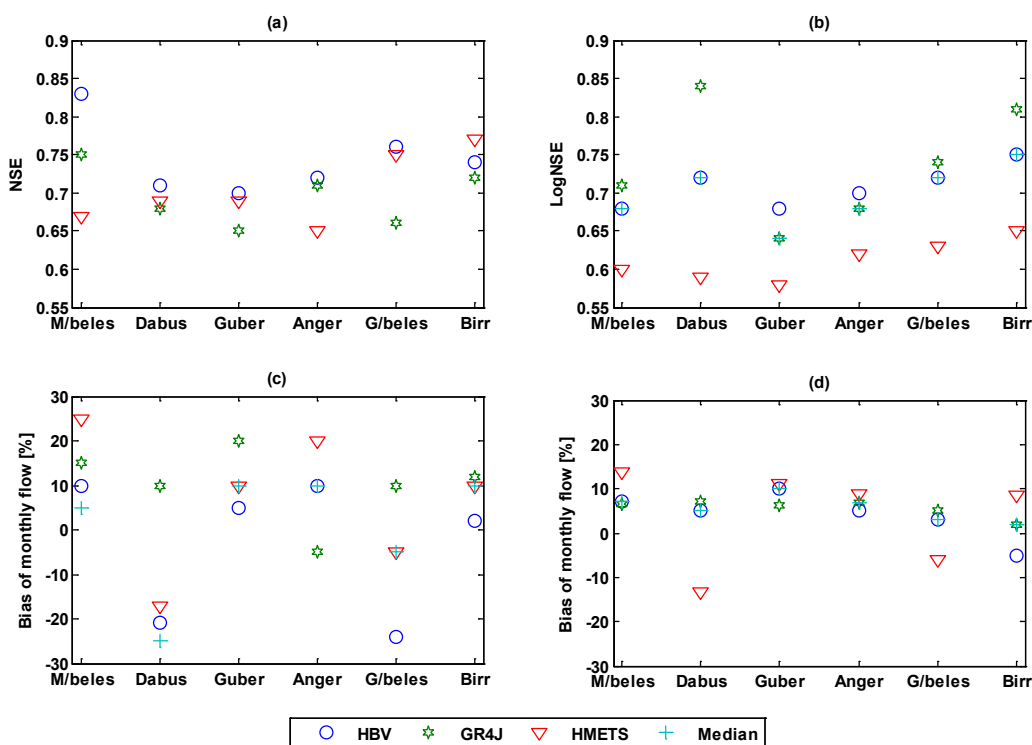 (a)
NSE
0.9
0.85
0.8
0.75
0.7
0.65
0.6
0.55
M/beles Dabus Guber Anger G/beles Birr
(b)
LogNSE
0.9
0.85
0.8
0.75
0.7
0.65
0.6
0.55
M/beles Dabus Guber Anger G/beles Birr
(c)
Bias of monthly flow [%]
30
20
10
0
-10
-20
-30
M/beles Dabus Guber Anger G/beles Birr
(d)
Bias of monthly flow [%]
30
20
10
0
-10
-20
-30
M/beles Dabus Guber Anger G/beles Birr
HBV GR4J HMETS Median